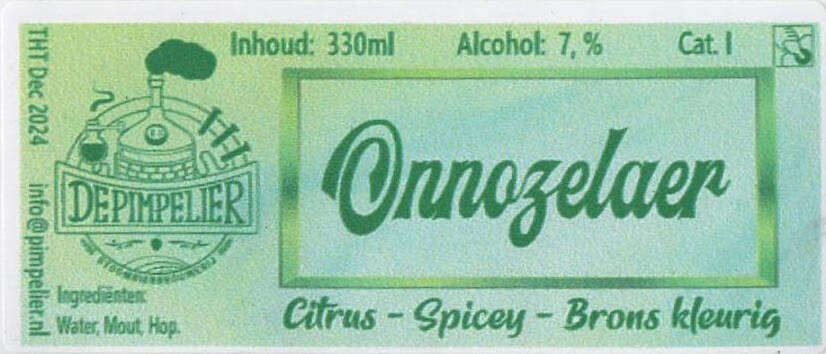 Inhoud: 330ml
Alcohol: 7, %
Cat. I
THT Dec 2024
info@pimpelier.nl
DEPIMPELIER
Onnozelaer
Ingrediënten:
Water, Mout, Hop.
Citrus - Spicey - Brons kleurig